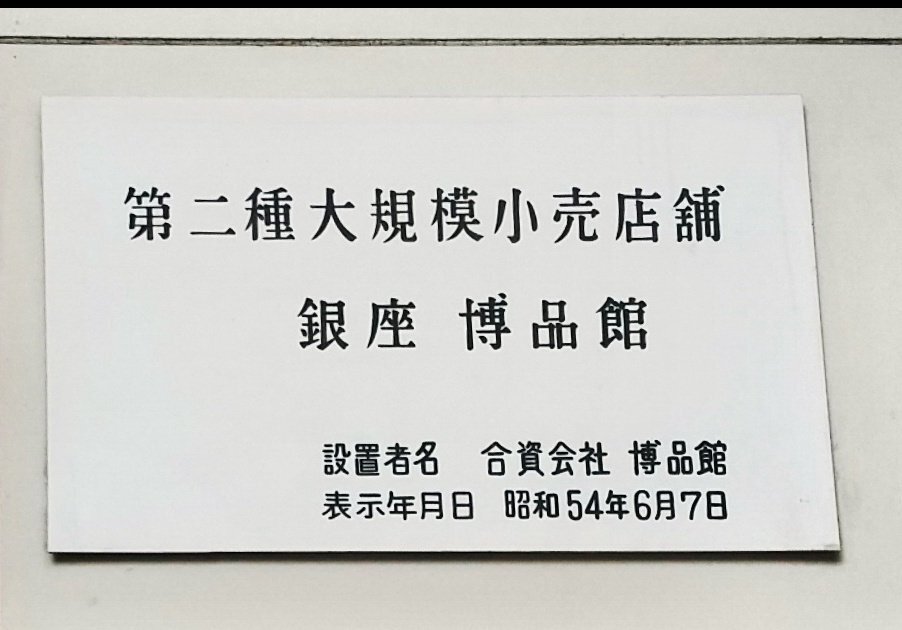 第二種大規模小売店舗
銀座 博品館
設置者名 合資会社 博品館
表示年月日 昭和54年6月7日